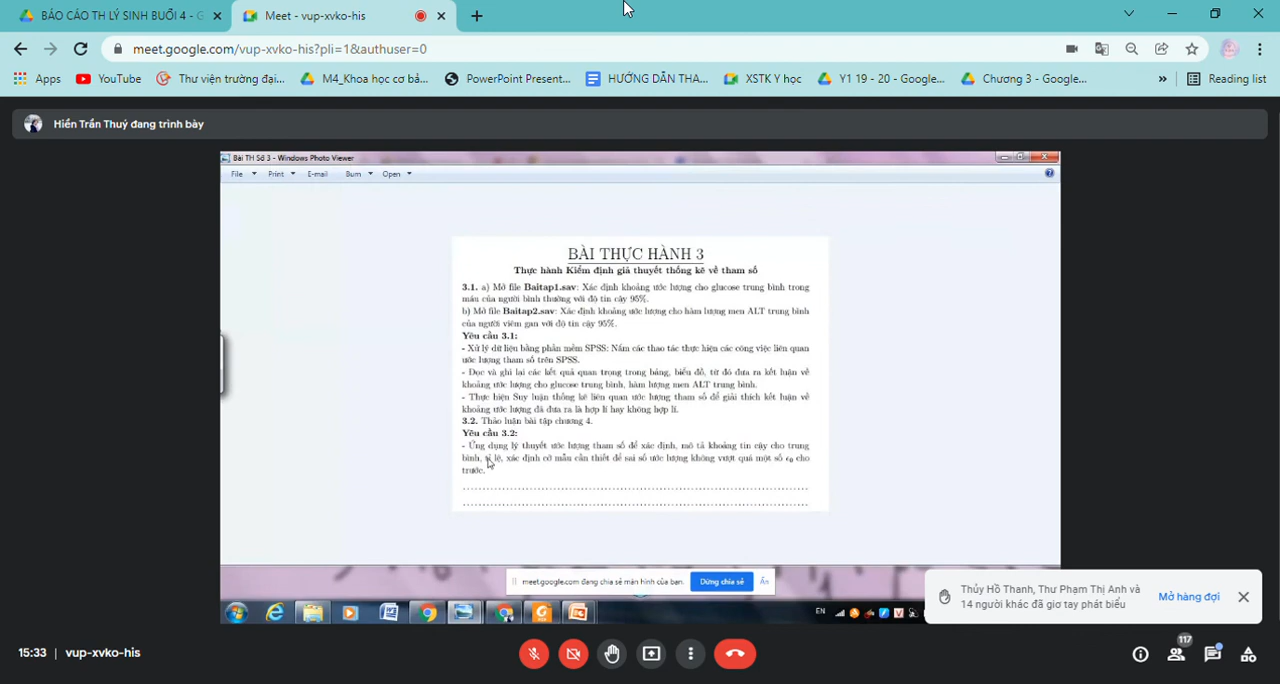 BÁO CÁO TH LÝ SINH BUỔI 4 - G
Meet - vup-xvko-his
meet.google.com/vup-xvko-his?pli=1&authuser=0
Apps YouTube Thư viện trường đại... M4_Khoa học cơ bả... PowerPoint Present... HƯỚNG DẪN THA... XSTK Y học Y1 19 - 20 - Google... Chương 3 - Google... » Reading list
Hiền Trần Thuý đang trình bày
Bài TH Số 3 - Windows Photo Viewer
File Print E-mail Burn Open
BÀI THỰC HÀNH 3
Thực hành Kiểm định giả thuyết thống kê về tham số
3.1. a) Mở file Baitap1.sav: Xác định khoảng ước lượng cho glucose trung bình trong
máu của người bình thường với độ tin cậy 95%.
b) Mở file Baitap2.sav: Xác định khoảng ước lượng cho hàm lượng men ALT trung bình
của người viêm gan với độ tin cậy 95%.
Yêu cầu 3.1:
- Xử lý dữ liệu bằng phần mềm SPSS: Nắm các thao tác thực hiện các công việc liên quan
ước lượng tham số trên SPSS.
- Đọc và ghi lại các kết quả quan trọng trong bảng, biểu đồ, từ đó đưa ra kết luận về
khoảng ước lượng cho glucose trung bình, hàm lượng men ALT trung bình.
- Thực hiện Suy luận thống kê liên quan ước lượng tham số để giải thích kết luận về
khoảng ước lượng đã đưa ra là hợp lí hay không hợp lí.
3.2. Thảo luận bài tập chương 4.
Yêu cầu 3.2:
- Ứng dụng lý thuyết ước lượng tham số để xác định, mô tả khoảng tin cậy cho trung
bình, tỉ lệ, xác định cỡ mẫu cần thiết để sai số ước lượng không vượt quá một số ϵ₀ cho
trước.
meet.google.com đang chia sẻ màn hình của bạn. Dừng chia sẻ Ẩn
EN
Thủy Hồ Thanh, Thư Phạm Thị Anh và
14 người khác đã giơ tay phát biểu
Mở hàng đợi
15:33 | vup-xvko-his
117